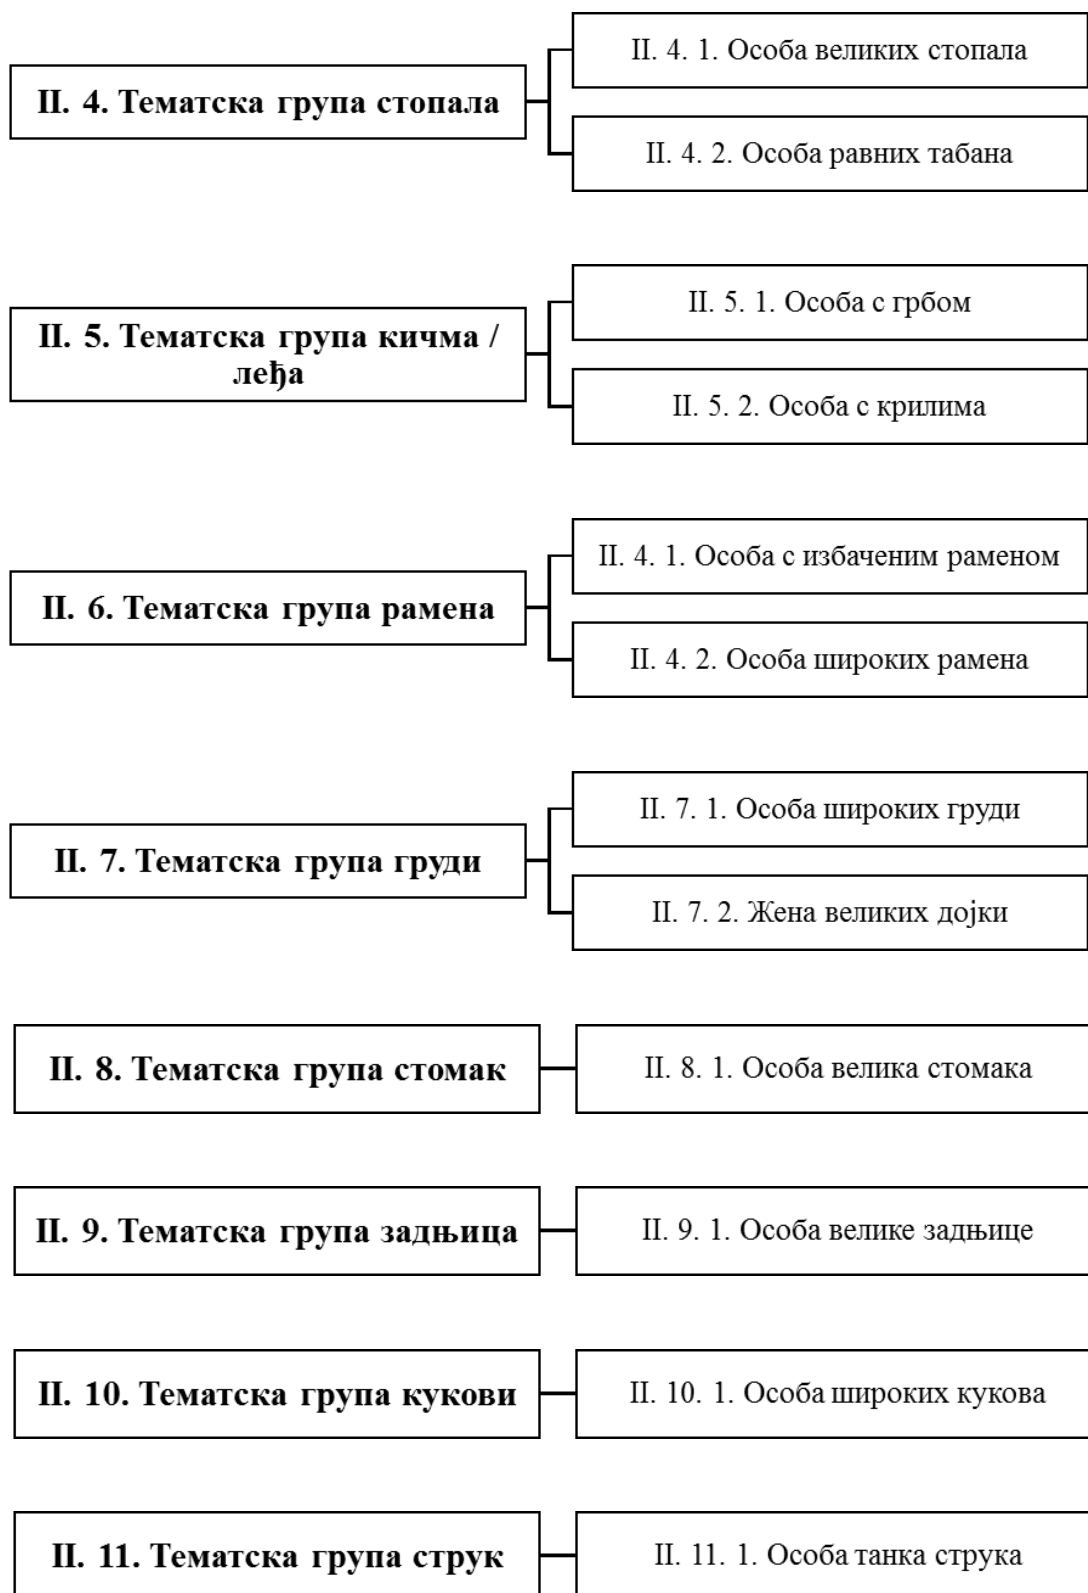 II. 4. Тематска група стопала
II. 4. 1. Особа великих стопала
II. 4. 2. Особа равних табана
II. 5. Тематска група кичма /
леђа
II. 5. 1. Особа с грбом
II. 5. 2. Особа с крилима
II. 6. Тематска група рамена
II. 4. 1. Особа с избаченим раменом
II. 4. 2. Особа широких рамена
II. 7. Тематска група груди
II. 7. 1. Особа широких груди
II. 7. 2. Жена великих дојки
II. 8. Тематска група стомак
II. 8. 1. Особа велика стомака
II. 9. Тематска група задњица
II. 9. 1. Особа велике задњице
II. 10. Тематска група кукови
II. 10. 1. Особа широких кукова
II. 11. Тематска група струк
II. 11. 1. Особа танка струка